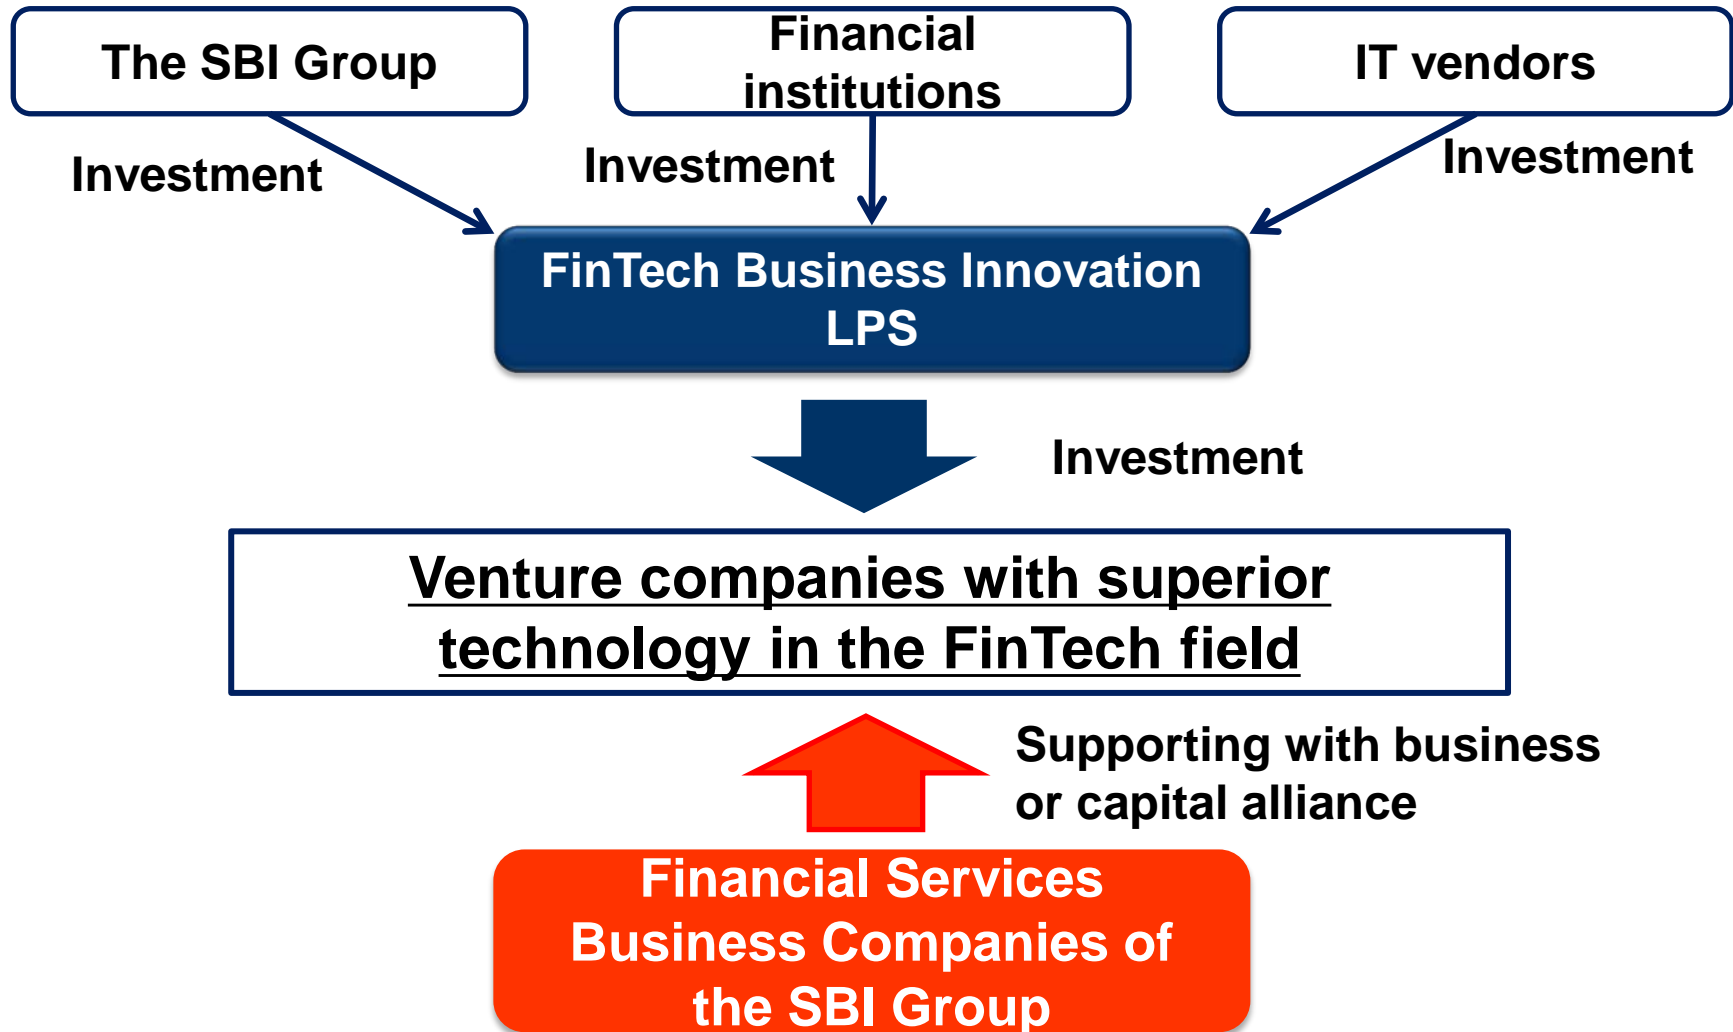 The SBI Group
Financial
institutions
IT vendors
Investment
Investment
Investment
FinTech Business Innovation
LPS
Investment
Venture companies with superior
technology in the FinTech field
Supporting with business
or capital alliance
Financial Services
Business Companies of
the SBI Group